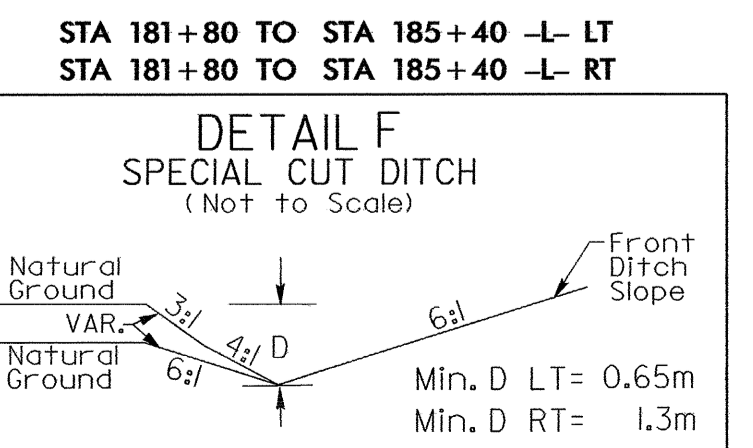 STA 181+80 TO STA 185+40 -L- LT
STA 181+80 TO STA 185+40 -L- RT
DETAIL F
SPECIAL CUT DITCH
(Not to Scale)
Natural
Ground
VAR.
Natural
Ground
3:1
4:1
D
6:1
6:1
Front
Ditch
Slope
Min. D LT= 0.65m
Min. D RT= 1.3m